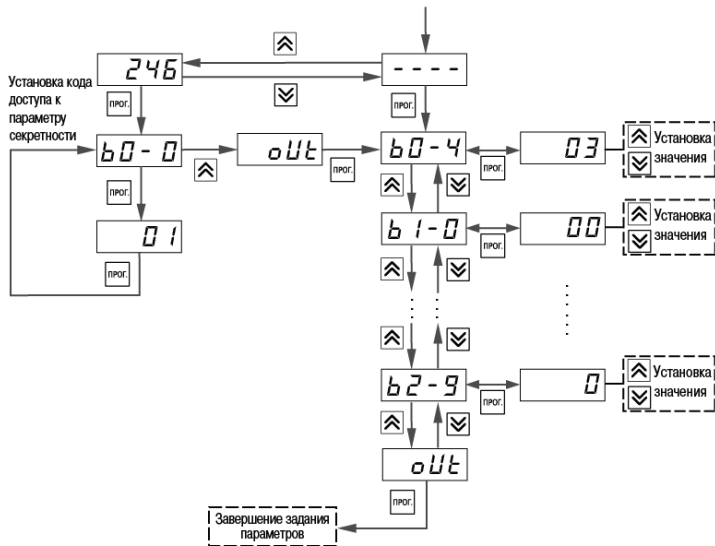 246
- - - -
Установка кода
доступа к
параметру
секретности
ПРОГ.
ПРОГ.
b0-0
oUt
b0-4
03
Установка
значения
ПРОГ.
ПРОГ.
ПРОГ.
01
b1-0
00
Установка
значения
ПРОГ.
ПРОГ.
b2-9
0
Установка
значения
ПРОГ.
oUt
ПРОГ.
Завершение задания
параметров